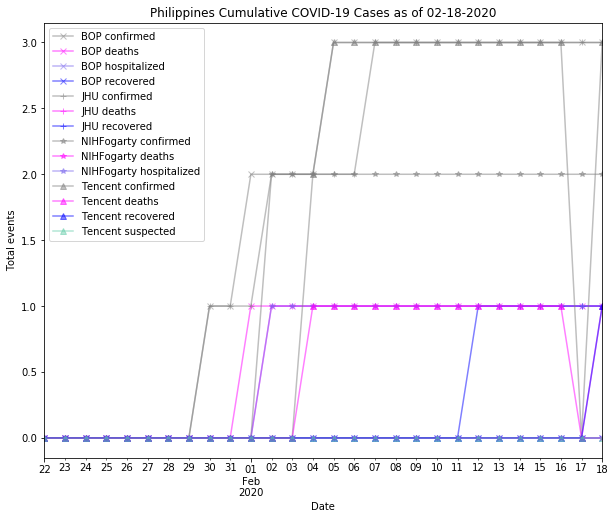 Philippines Cumulative COVID-19 Cases as of 02-18-2020
BOP confirmed
BOP deaths
BOP hospitalized
BOP recovered
JHU confirmed
JHU deaths
JHU recovered
NIHFogarty confirmed
NIHFogarty deaths
NIHFogarty hospitalized
Tencent confirmed
Tencent deaths
Tencent recovered
Tencent suspected
3.0
2.5
2.0
1.5
1.0
0.5
0.0
Total events
22 23 24 25 26 27 28 29 30 31 01 02 03 04 05 06 07 08 09 10 11 12 13 14 15 16 17 18
Feb
2020
Date